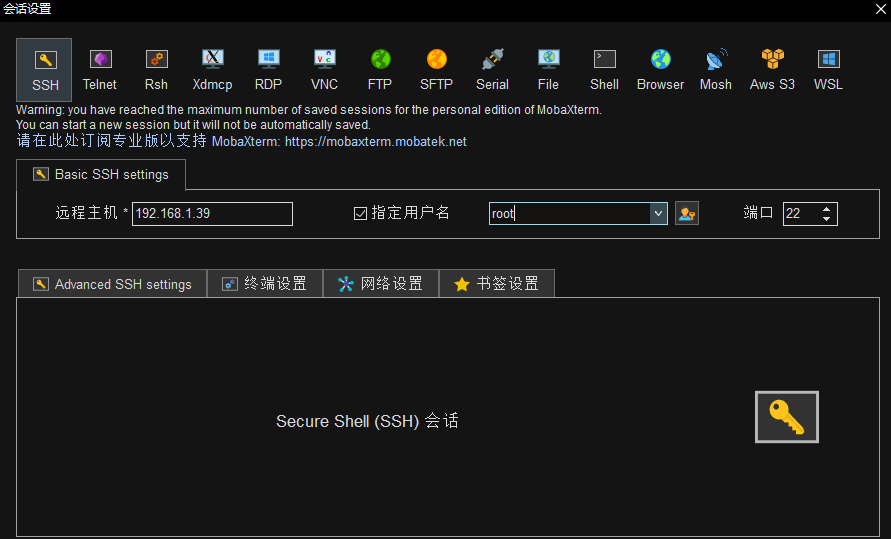 会话设置
SSH Telnet Rsh Xdmcp RDP VNC FTP SFTP Serial File Shell Browser Mosh Aws S3 WSL
Warning: you have reached the maximum number of saved sessions for the personal edition of MobaXterm.
You can start a new session but it will not be automatically saved.
请在此处订阅专业版以支持 MobaXterm: https://mobaxterm.mobatek.net
Basic SSH settings
远程主机 * 192.168.1.39 指定用户名 root 端口 22
Advanced SSH settings 终端设置 网络设置 书签设置
Secure Shell (SSH) 会话